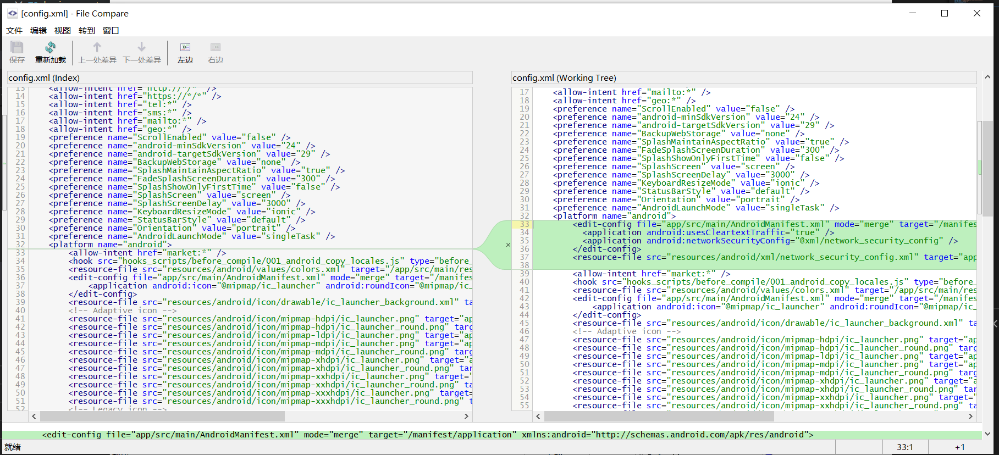 [config.xml] - File Compare
文件 编辑 视图 转到 窗口
保存 重新加载 上一处差异 下一处差异 左边 右边
config.xml (Index)
13 <allow-intent href="http://*/*" />
14 <allow-intent href="https://*/*" />
15 <allow-intent href="tel:*" />
16 <allow-intent href="sms:*" />
17 <allow-intent href="mailto:*" />
18 <allow-intent href="geo:*" />
19 <preference name="ScrollEnabled" value="false" />
20 <preference name="android-minSdkVersion" value="24" />
21 <preference name="android-targetSdkVersion" value="29" />
22 <preference name="BackupWebStorage" value="none" />
23 <preference name="SplashMaintainAspectRatio" value="true" />
24 <preference name="FadeSplashScreenDuration" value="300" />
25 <preference name="SplashShowOnlyFirstTime" value="false" />
26 <preference name="SplashScreen" value="screen" />
27 <preference name="SplashScreenDelay" value="3000" />
28 <preference name="KeyboardResizeMode" value="ionic" />
29 <preference name="StatusBarStyle" value="default" />
30 <preference name="Orientation" value="portrait" />
31 <preference name="AndroidLaunchMode" value="singleTask" />
32 <platform name="android">
33 <allow-intent href="market:*" />
34 <hook src="hooks_scripts/before_compile/001_android_copy_locales.js" type="before_
35 <resource-file src="resources/android/values/colors.xml" target="/app/src/main/res
36 <edit-config file="app/src/main/AndroidManifest.xml" mode="merge" target="/manifes
37 <application android:icon="@mipmap/ic_launcher" android:roundIcon="@mipmap/ic_
38 </edit-config>
39 <resource-file src="resources/android/icon/drawable/ic_launcher_background.xml" ta
40 <!-- Adaptive icon -->
41 <resource-file src="resources/android/icon/mipmap-hdpi/ic_launcher.png" target="ap
42 <resource-file src="resources/android/icon/mipmap-hdpi/ic_launcher_round.png" targ
43 <resource-file src="resources/android/icon/mipmap-ldpi/ic_launcher.png" target="ap
44 <resource-file src="resources/android/icon/mipmap-mdpi/ic_launcher.png" target="ap
45 <resource-file src="resources/android/icon/mipmap-mdpi/ic_launcher_round.png" targ
46 <resource-file src="resources/android/icon/mipmap-xhdpi/ic_launcher.png" target="a
47 <resource-file src="resources/android/icon/mipmap-xhdpi/ic_launcher_round.png" tar
48 <resource-file src="resources/android/icon/mipmap-xxhdpi/ic_launcher.png" target="
49 <resource-file src="resources/android/icon/mipmap-xxhdpi/ic_launcher_round.png" ta
50 <resource-file src="resources/android/icon/mipmap-xxxhdpi/ic_launcher.png" target=
51 <resource-file src="resources/android/icon/mipmap-xxxhdpi/ic_launcher_round.png" t
52 <!-- Legacy icon -->
config.xml (Working Tree)
17 <allow-intent href="mailto:*" />
18 <allow-intent href="geo:*" />
19 <preference name="ScrollEnabled" value="false" />
20 <preference name="android-minSdkVersion" value="24" />
21 <preference name="android-targetSdkVersion" value="29" />
22 <preference name="BackupWebStorage" value="none" />
23 <preference name="SplashMaintainAspectRatio" value="true" />
24 <preference name="FadeSplashScreenDuration" value="300" />
25 <preference name="SplashShowOnlyFirstTime" value="false" />
26 <preference name="SplashScreen" value="screen" />
27 <preference name="SplashScreenDelay" value="3000" />
28 <preference name="KeyboardResizeMode" value="ionic" />
29 <preference name="StatusBarStyle" value="default" />
30 <preference name="Orientation" value="portrait" />
31 <preference name="AndroidLaunchMode" value="singleTask" />
32 <platform name="android">
33 <edit-config file="app/src/main/AndroidManifest.xml" mode="merge" target="/manifes
34 <application android:usesCleartextTraffic="true" />
35 <application android:networkSecurityConfig="@xml/network_security_config" />
36 </edit-config>
37 <resource-file src="resources/android/xml/network_security_config.xml" target="app
38
39 <allow-intent href="market:*" />
40 <hook src="hooks_scripts/before_compile/001_android_copy_locales.js" type="before_
41 <resource-file src="resources/android/values/colors.xml" target="/app/src/main/res
42 <edit-config file="app/src/main/AndroidManifest.xml" mode="merge" target="/manifes
43 <application android:icon="@mipmap/ic_launcher" android:roundIcon="@mipmap/ic_
44 </edit-config>
45 <resource-file src="resources/android/icon/drawable/ic_launcher_background.xml" ta
46 <!-- Adaptive icon -->
47 <resource-file src="resources/android/icon/mipmap-hdpi/ic_launcher.png" target="ap
48 <resource-file src="resources/android/icon/mipmap-hdpi/ic_launcher_round.png" targ
49 <resource-file src="resources/android/icon/mipmap-ldpi/ic_launcher.png" target="ap
50 <resource-file src="resources/android/icon/mipmap-mdpi/ic_launcher.png" target="ap
51 <resource-file src="resources/android/icon/mipmap-mdpi/ic_launcher_round.png" targ
52 <resource-file src="resources/android/icon/mipmap-xhdpi/ic_launcher.png" target="a
53 <resource-file src="resources/android/icon/mipmap-xhdpi/ic_launcher_round.png" tar
54 <resource-file src="resources/android/icon/mipmap-xxhdpi/ic_launcher.png" target="
55 <resource-file src="resources/android/icon/mipmap-xxhdpi/ic_launcher_round.png" ta
<edit-config file="app/src/main/AndroidManifest.xml" mode="merge" target="/manifest/application" xmlns:android="http://schemas.android.com/apk/res/android">
就绪 33:1 +1